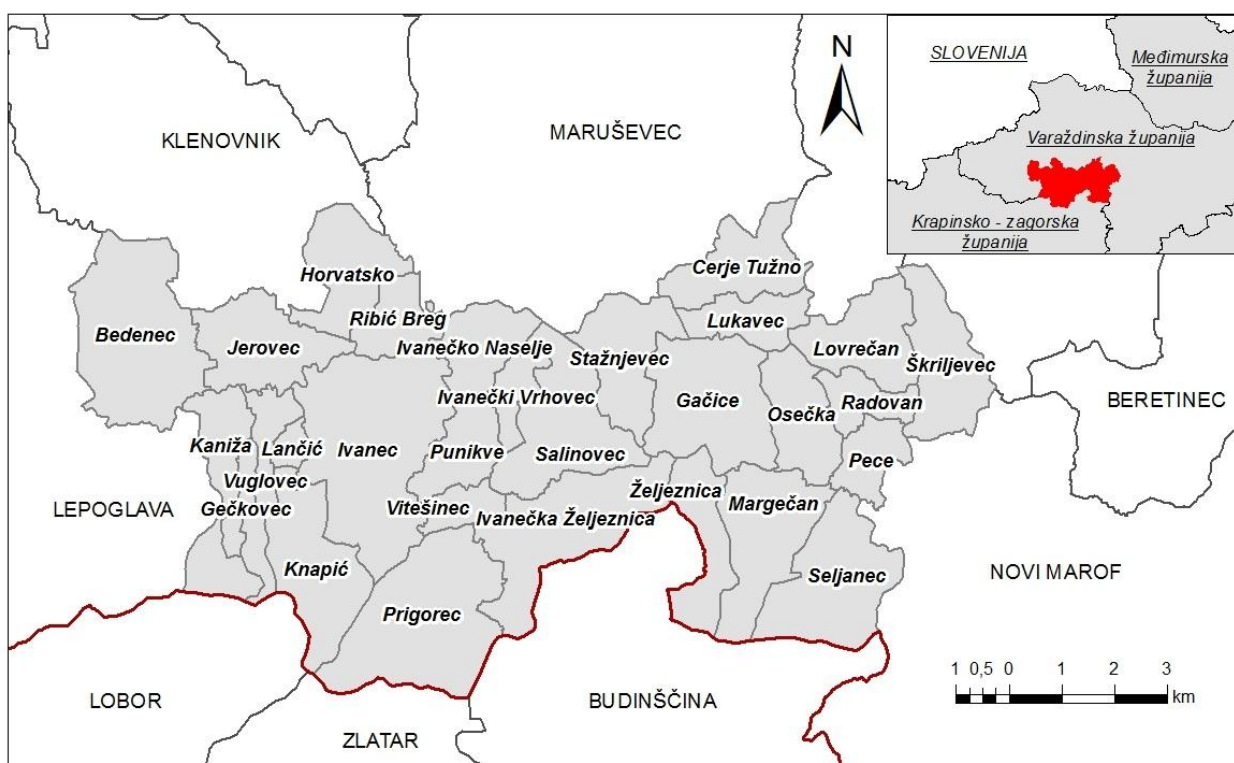 KLENOVNIK
MARUŠEVEC
N
SLOVENIJA
Međimurska
županija
Varaždinska županija
Krapinsko - zagorska
županija
Horvatsko
Cerje Tužno
Bedenec
Ribić Breg
Lukavec
Jerovec
Ivanečko Naselje
Stažnjevec
Lovrečan
Škriljevec
Ivanečki Vrhovec
Gačice
Osečka
Radovan
BERETINEC
Kaniža
Lančić
Ivanec
Punikve
Salinovec
Pece
Vuglovec
Željeznica
Margečan
LEPOGLAVA
Gečkovec
Vitešinec
Ivanečka Željeznica
Knapić
Seljanec
NOVI MAROF
Prigorec
LOBOR
BUDINŠČINA
ZLATAR
1 0,5 0 1 2 3
km